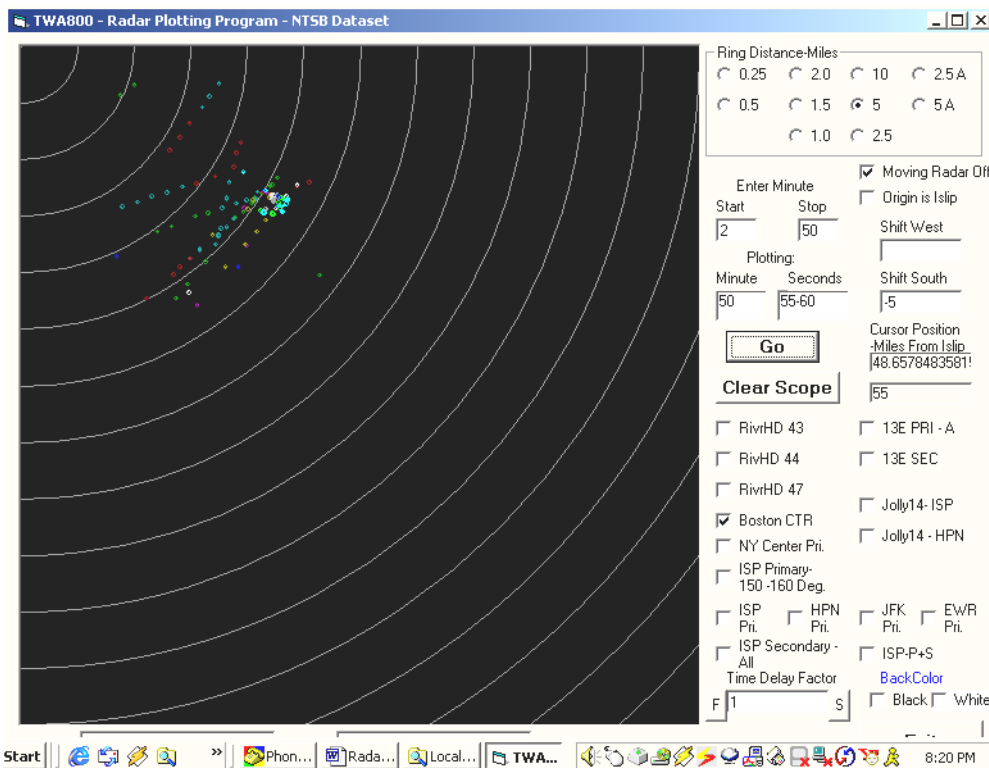 TWA800 - Radar Plotting Program - NTSB Dataset
Ring Distance-Miles
0.25 2.0 10 2.5 A
0.5 1.5 5 5 A
1.0 2.5
Moving Radar Off
Origin is Islip
Enter Minute
Start Stop
2 50
Shift West
Plotting:
Minute Seconds
50 55-60
Shift South
-5
Go
Cursor Position
-Miles From Islip
48.6578483581
Clear Scope
55
RivrHD 43
13E PRI - A
RivrHD 44
13E SEC
RivrHD 47
Jolly14- ISP
Boston CTR
Jolly14 - HPN
NY Center Pri.
ISP Primary-
150 -160 Deg.
ISP Pri.
HPN Pri.
JFK Pri.
EWR Pri.
ISP Secondary -
All
ISP-P+S
Time Delay Factor
F 1 S
BackColor
Black White
Start » Phon... Rada... Local... TWA... 8:20 PM